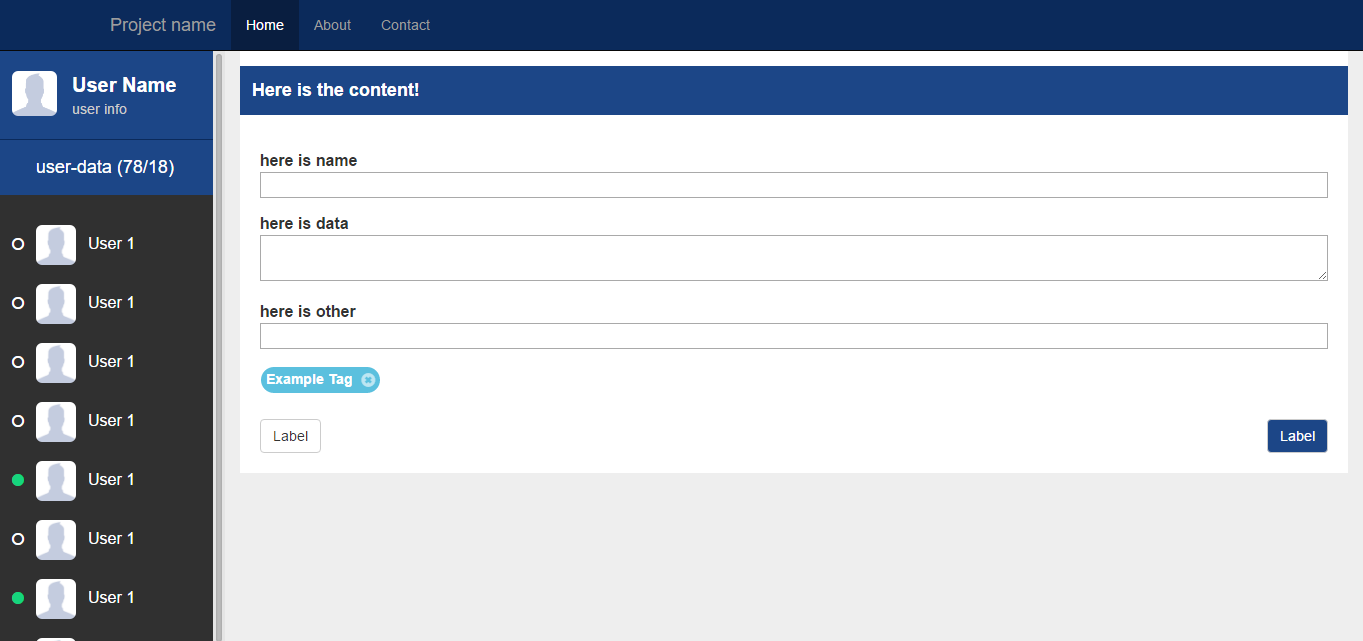 Project name Home About Contact
User Name
user info
user-data (78/18)
User 1
User 1
User 1
User 1
User 1
User 1
User 1
Here is the content!
here is name
here is data
here is other
Example Tag
Label Label